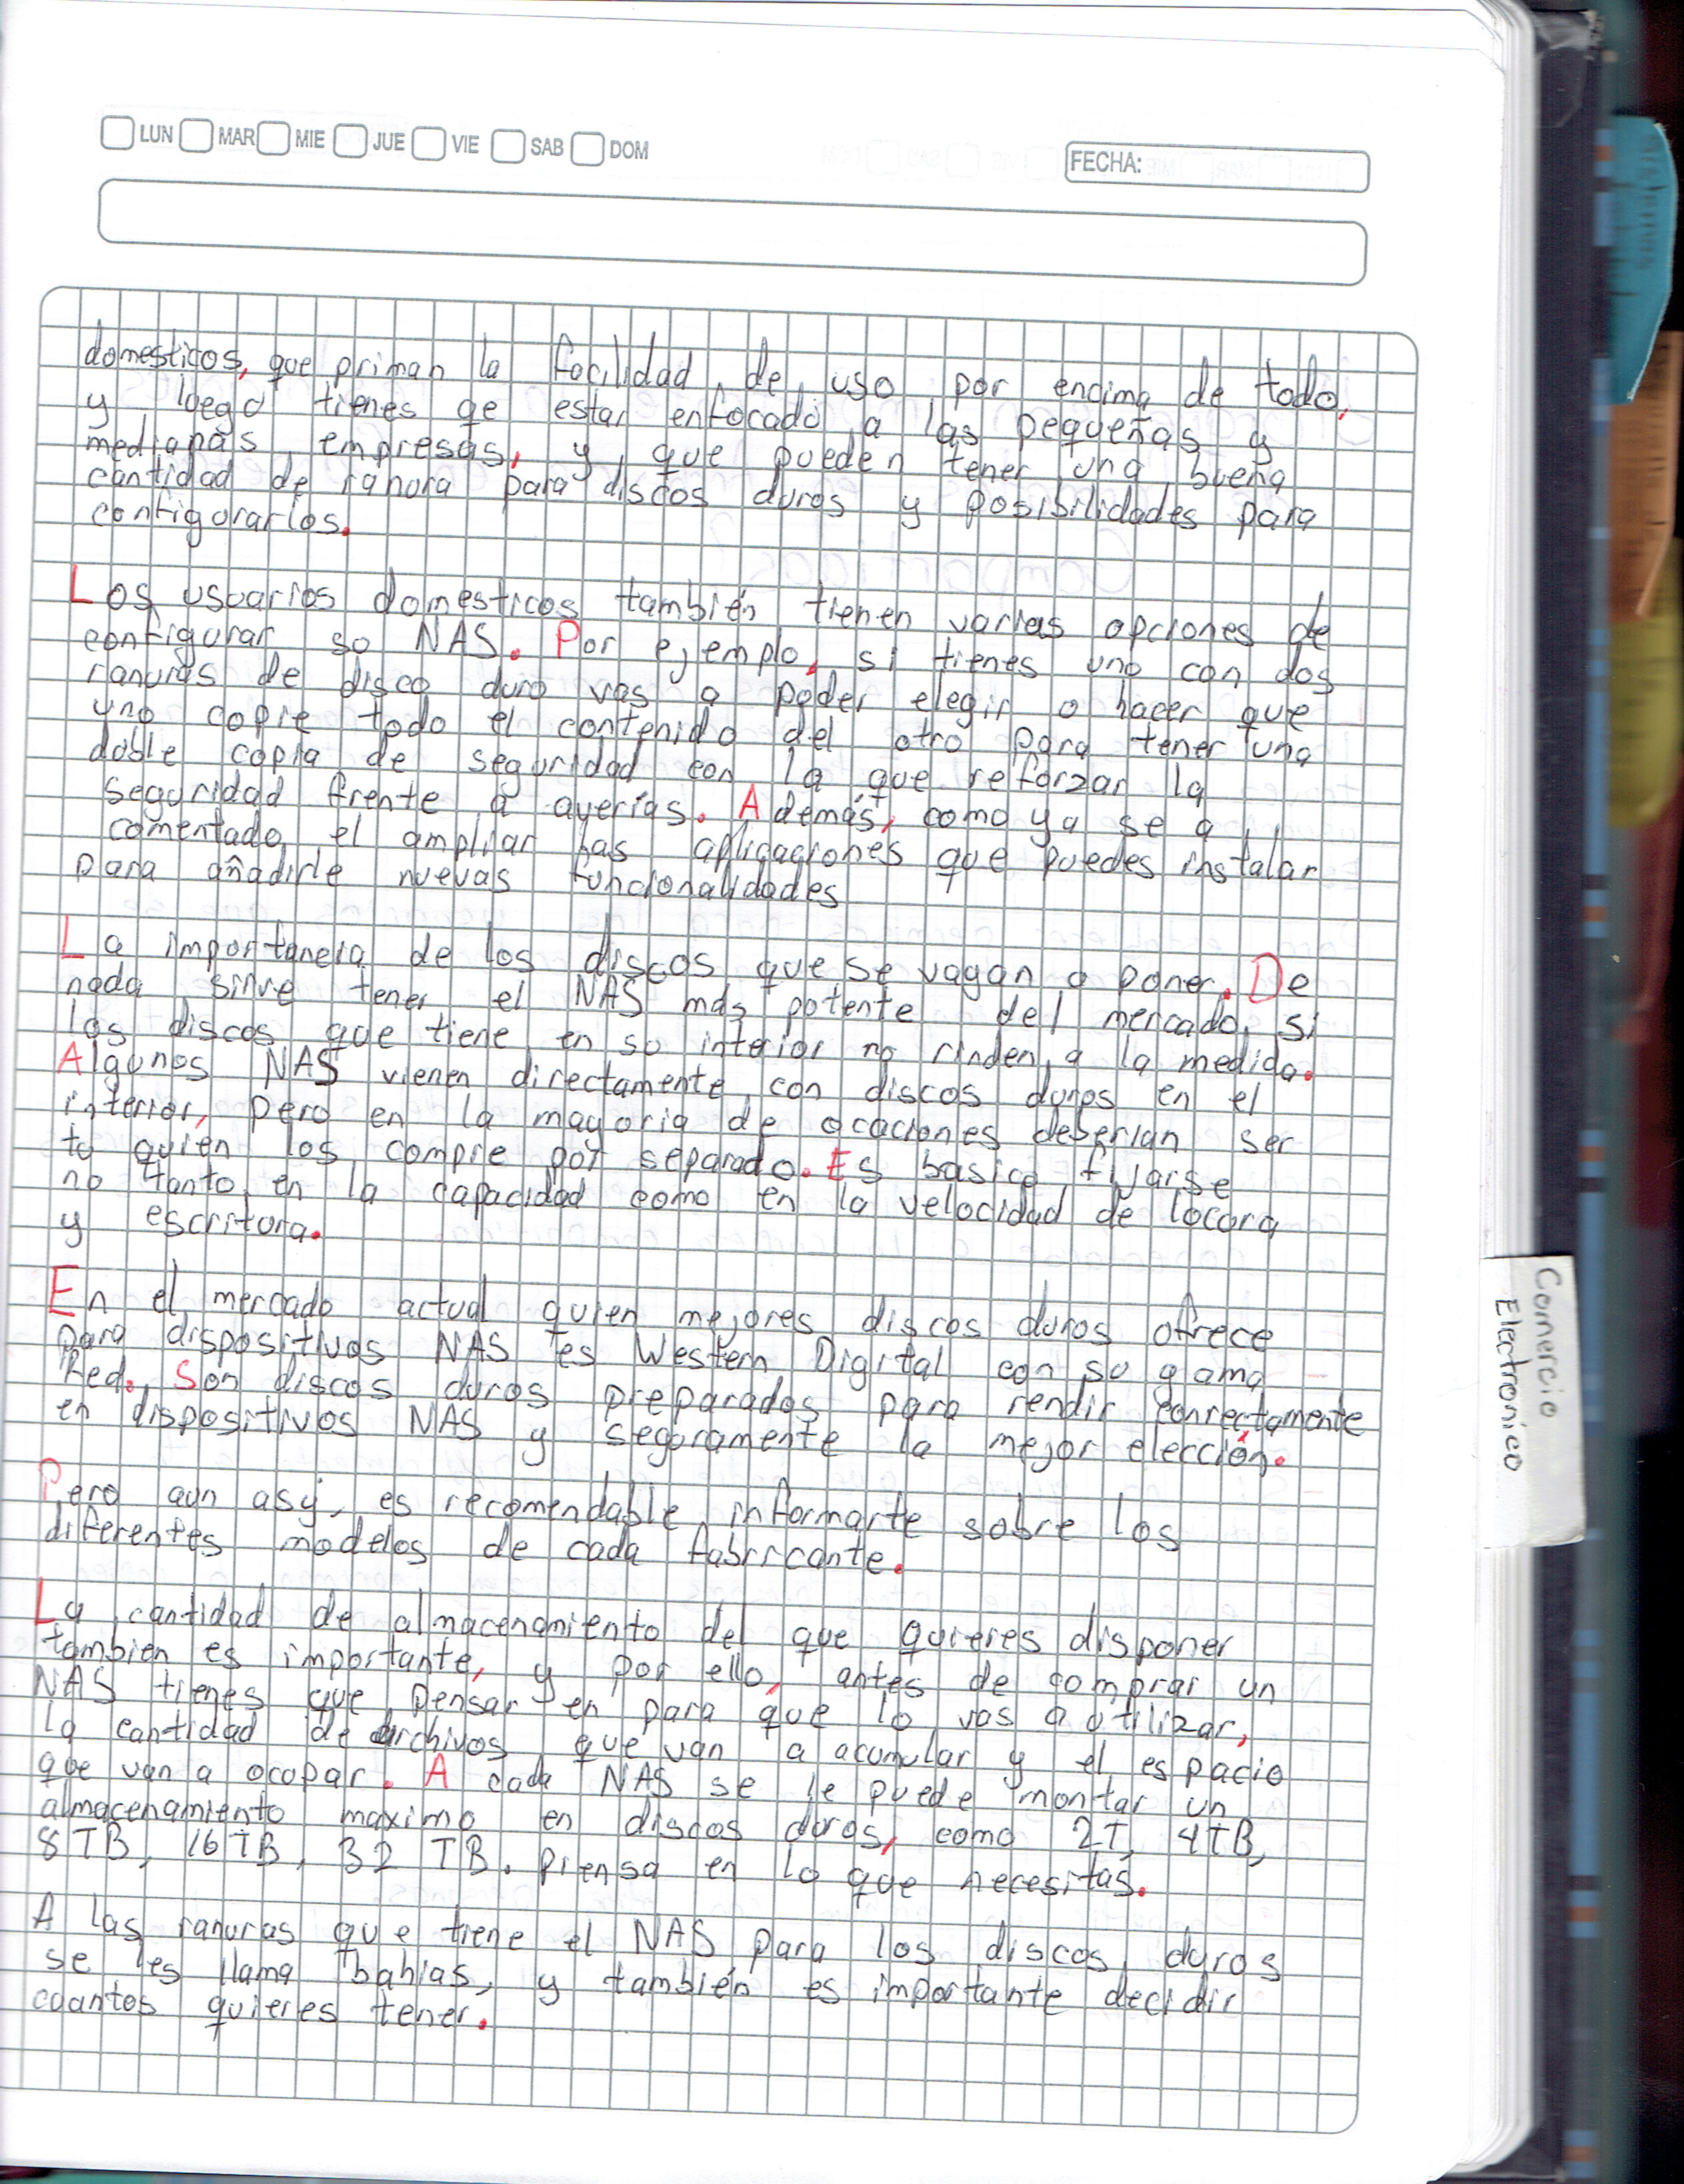 LUN MAR MIE JUE VIE SAB DOM
FECHA:
domesticos, que priman la facilidad de uso por encima de todo,
y luego tienes qe estar enfocado a las pequeñas y
medianas empresas, y que pueden tener una buena
cantidad de ranura para discos duros y posibilidades para
configurarlos.
Los usuarios domesticos también tienen varias opciones de
configurar su NAS. Por ejemplo, si tienes uno con dos
ranuras de disco duro vas a poder elegir o hacer que
uno copie todo el contenido del otro para tener una
doble copia de seguridad con la que reforzar la
seguridad frente a averías. Además, como ya se a
comentado el ampliar has aplicaciones que puedes instalar
para añadirle nuevas funcionalidades
La importancia de los discos que se vagan a poner. De
nada sirve tener el NAS más potente del mercado, si
los discos que tiene en su interior no rinden a la medida.
Algunos NAS vienen directamente con discos duros en el
interior, pero en la mayoria de ocaciones deberian ser
tu quien los compre por separado. Es basico fijarse
no tanto en la capacidad como en la velocidad de locara
y escritura.
En el mercado actual quien mejores discos duros ofrece
para dispositivos NAS es Western Digital con su gama
Red. Son discos duros preparados para rendir correctamente
en dispositivos NAS y seguramente la mejor elección.
Pero aun asy, es recomendable informarte sobre los
diferentes modelos de cada fabricante.
La cantidad de almacenamiento del que quieres disponer
tambien es importante, y por ello, antes de comprar un
NAS tienes que pensar en para que lo vas a utilizar,
la cantidad de archivos que van a acumular y el espacio
que van a ocupar. A cada NAS se le puede montar un
almacenamiento maximo en discos duros, como 2T, 4TB,
8TB, 16TB, 32 TB. Piensa en lo que necesitas.
A las ranuras que tiene el NAS para los discos duros
se les llama bahias, y también es importante decidir
cuantos quieres tener.
Comercio
Electronico